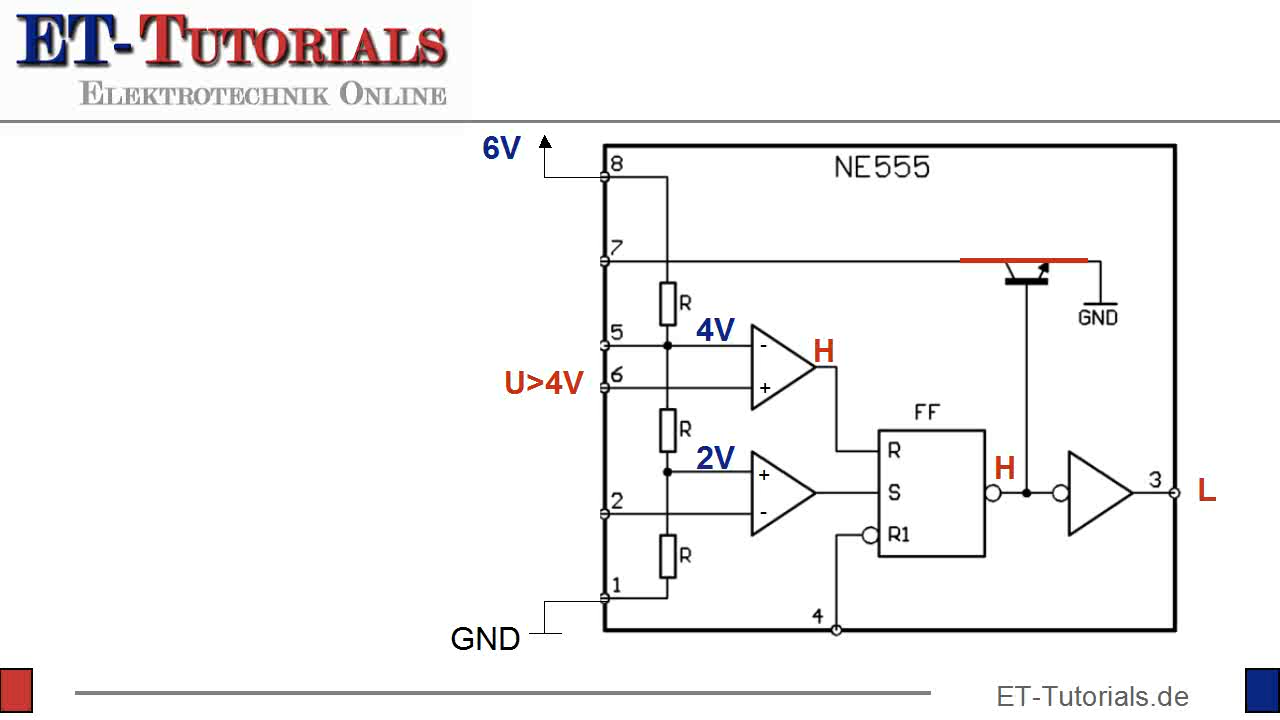 ET-TUTORIALS
ELEKTROTECHNIK ONLINE
6V
8
NE555
7
R
GND
5
4V
H
-
U>4V
6
+
FF
R
R
2V
+
H
3
L
S
2
-
R
R1
1
4
GND
ET-Tutorials.de